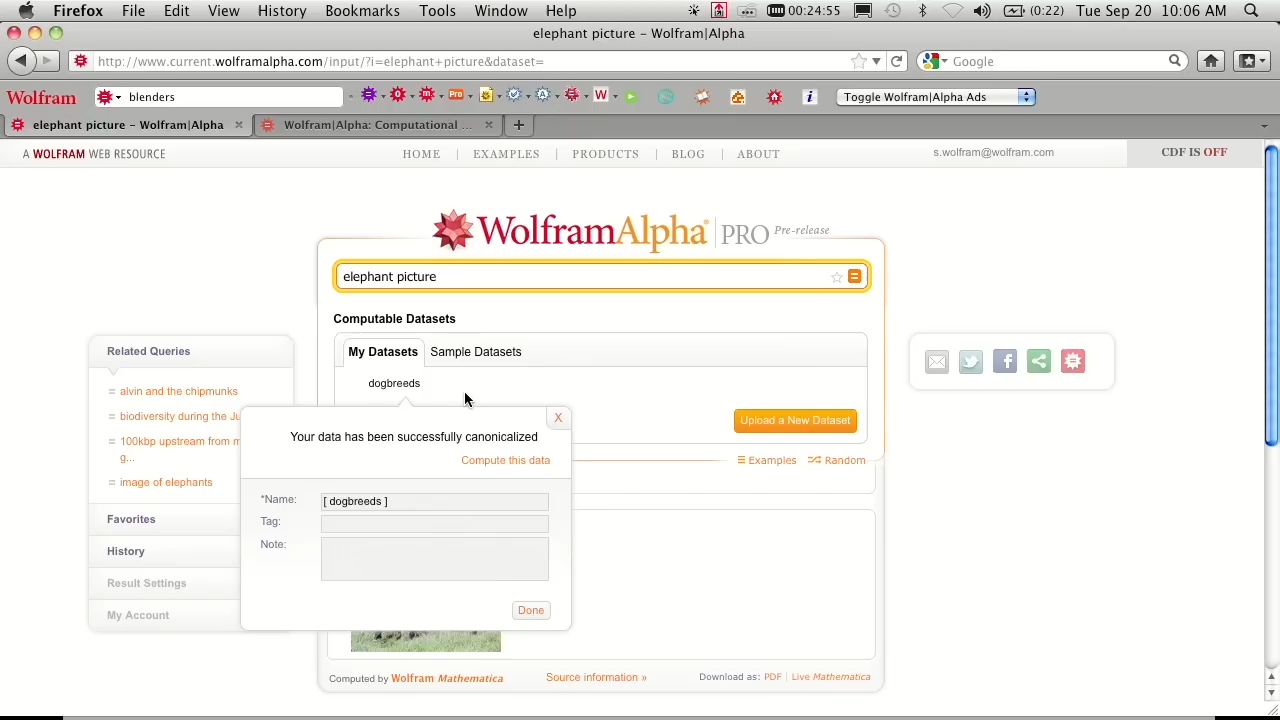 Firefox File Edit View History Bookmarks Tools Window Help 00:24:55 (0:22) Tue Sep 20 10:06 AM
elephant picture – Wolfram|Alpha
http://www.current.wolframalpha.com/input/?i=elephant+picture&dataset=
Google
Wolfram blenders Pro W i Toggle Wolfram|Alpha Ads
elephant picture – Wolfram|Alpha
Wolfram|Alpha: Computational ...
A WOLFRAM WEB RESOURCE
HOME | EXAMPLES | PRODUCTS | BLOG | ABOUT
s.wolfram@wolfram.com
CDF IS OFF
WolframAlpha PRO Pre-release
elephant picture
Computable Datasets
My Datasets Sample Datasets
dogbreeds
Upload a New Dataset
Examples Random
Related Queries
alvin and the chipmunks
biodiversity during the Ju
100kbp upstream from m
g...
image of elephants
Favorites
History
Result Settings
My Account
X
Your data has been successfully canonicalized
Compute this data
*Name: [ dogbreeds ]
Tag:
Note:
Done
Computed by Wolfram Mathematica
Source information »
Download as: PDF | Live Mathematica